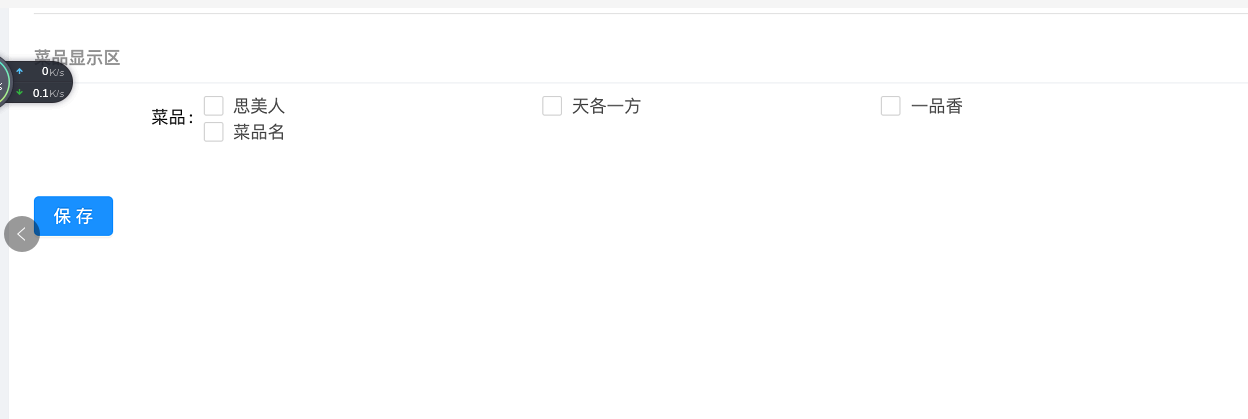 菜品显示区
0K/s
0.1K/s
菜品:
思美人 天各一方 一品香
菜品名
保 存